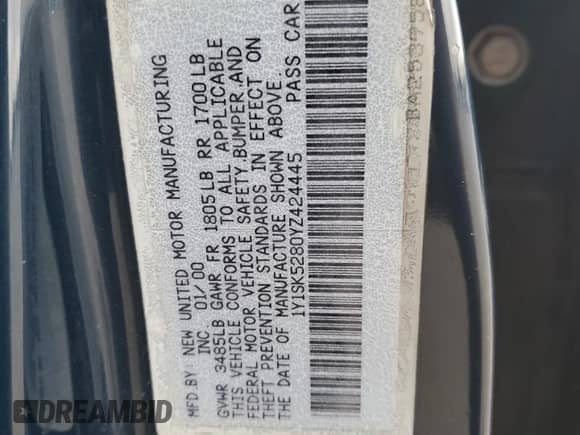 MFD BY NEW UNITED MOTOR MANUFACTURING
INC. 01/00
GVWR 3485LB GAWR FR 1805LB RR 1700LB
THIS VEHICLE CONFORMS TO ALL APPLICABLE
FEDERAL MOTOR VEHICLE SAFETY,BUMPER,AND
THEFT PREVENTION STANDARDS IN EFFECT ON
THE DATE OF MANUFACTURE SHOWN ABOVE.
1Y1SK5280YZ424445 PASS CAR
DREAMBID